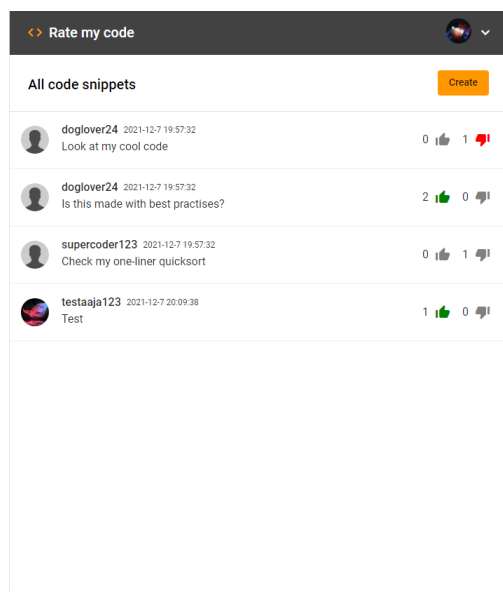 <> Rate my code
All code snippets
Create
doglover24 2021-12-7 19:57:32
Look at my cool code
0 1
doglover24 2021-12-7 19:57:32
Is this made with best practises?
2 0
supercoder123 2021-12-7 19:57:32
Check my one-liner quicksort
0 1
testaaja123 2021-12-7 20:09:38
Test
1 0